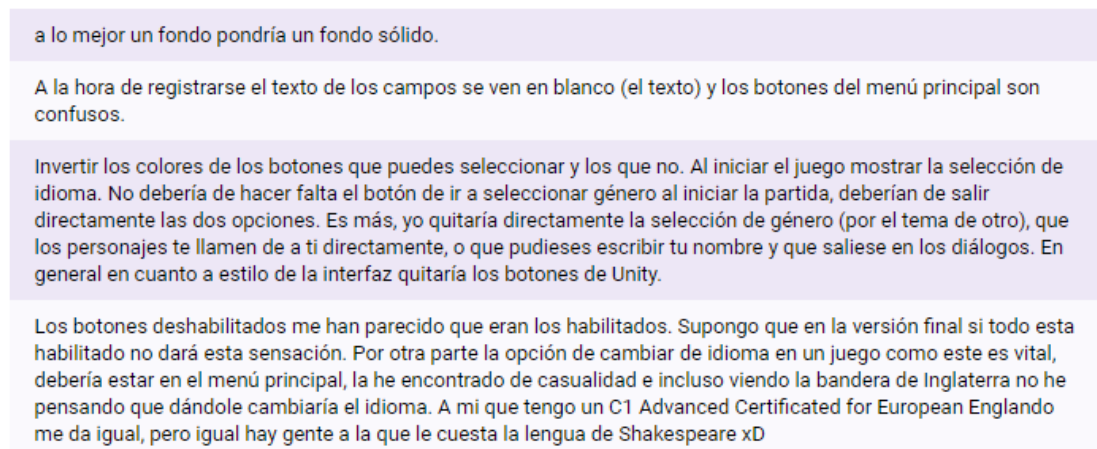 a lo mejor un fondo pondría un fondo sólido.
A la hora de registrarse el texto de los campos se ven en blanco (el texto) y los botones del menú principal son
confusos.
Invertir los colores de los botones que puedes seleccionar y los que no. Al iniciar el juego mostrar la selección de
idioma. No debería de hacer falta el botón de ir a seleccionar género al iniciar la partida, deberían de salir
directamente las dos opciones. Es más, yo quitaría directamente la selección de género (por el tema de otro), que
los personajes te llamen de a ti directamente, o que pudieses escribir tu nombre y que saliese en los diálogos. En
general en cuanto a estilo de la interfaz quitaría los botones de Unity.
Los botones deshabilitados me han parecido que eran los habilitados. Supongo que en la versión final si todo esta
habilitado no dará esta sensación. Por otra parte la opción de cambiar de idioma en un juego como este es vital,
debería estar en el menú principal, la he encontrado de casualidad e incluso viendo la bandera de Inglaterra no he
pensando que dándole cambiaría el idioma. A mi que tengo un C1 Advanced Certificated for European Englando
me da igual, pero igual hay gente a la que le cuesta la lengua de Shakespeare xD